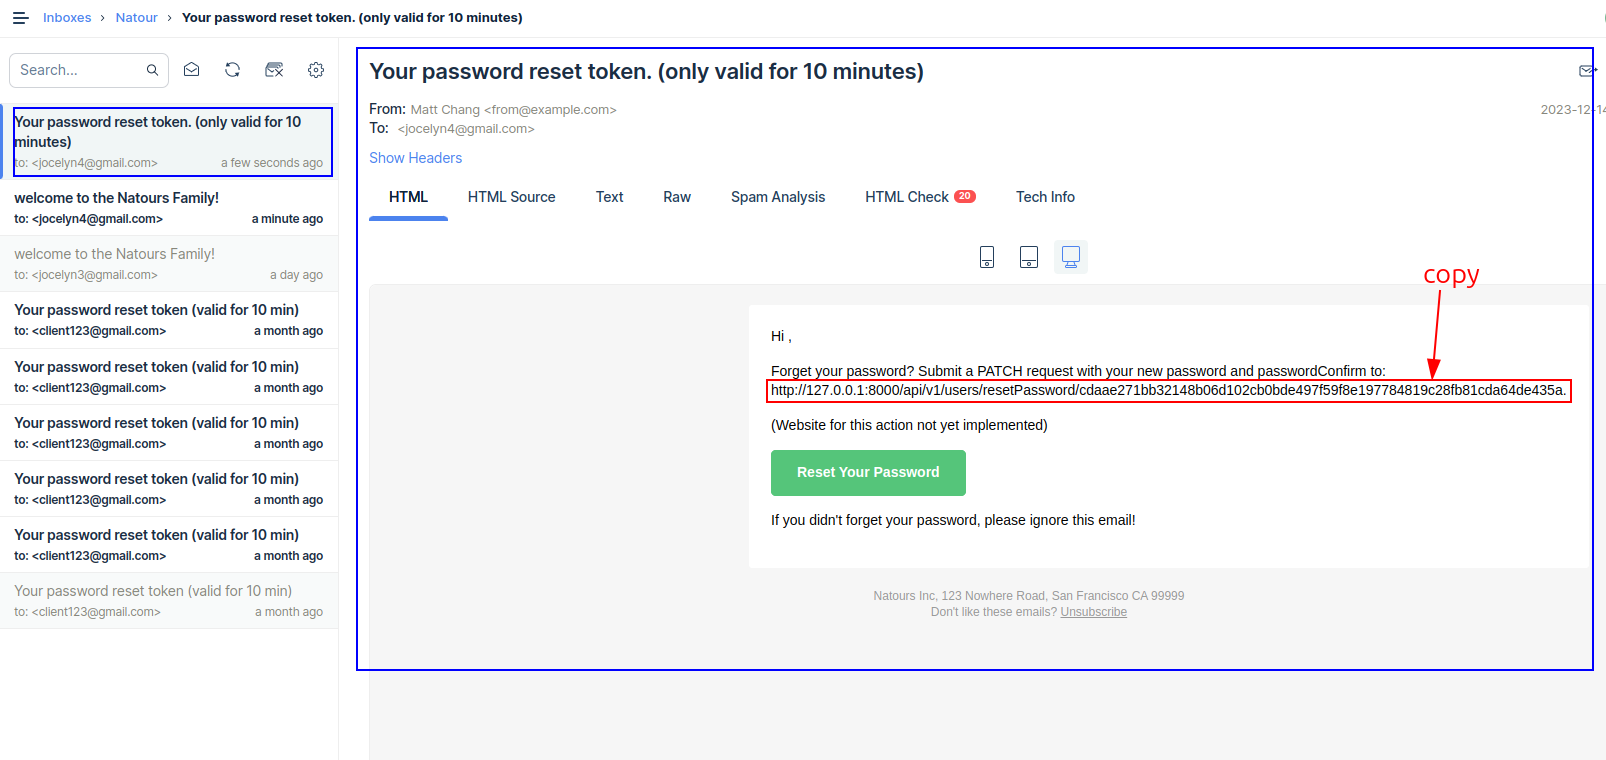 Inboxes › Natour › Your password reset token. (only valid for 10 minutes)
Search...
Your password reset token. (only valid for 10
minutes)
to: <jocelyn4@gmail.com> a few seconds ago
welcome to the Natours Family!
to: <jocelyn4@gmail.com> a minute ago
welcome to the Natours Family!
to: <jocelyn3@gmail.com> a day ago
Your password reset token (valid for 10 min)
to: <client123@gmail.com> a month ago
Your password reset token (valid for 10 min)
to: <client123@gmail.com> a month ago
Your password reset token (valid for 10 min)
to: <client123@gmail.com> a month ago
Your password reset token (valid for 10 min)
to: <client123@gmail.com> a month ago
Your password reset token (valid for 10 min)
to: <client123@gmail.com> a month ago
Your password reset token (valid for 10 min)
to: <client123@gmail.com> a month ago
Your password reset token. (only valid for 10 minutes)
From: Matt Chang <from@example.com> 2023-12-14
To: <jocelyn4@gmail.com>
Show Headers
HTML HTML Source Text Raw Spam Analysis HTML Check 20 Tech Info
copy
Hi ,
Forget your password? Submit a PATCH request with your new password and passwordConfirm to:
http://127.0.0.1:8000/api/v1/users/resetPassword/cdaae271bb32148b06d102cb0bde497f59f8e197784819c28fb81cda64de435a.
(Website for this action not yet implemented)
Reset Your Password
If you didn't forget your password, please ignore this email!
Natours Inc, 123 Nowhere Road, San Francisco CA 99999
Don't like these emails? Unsubscribe